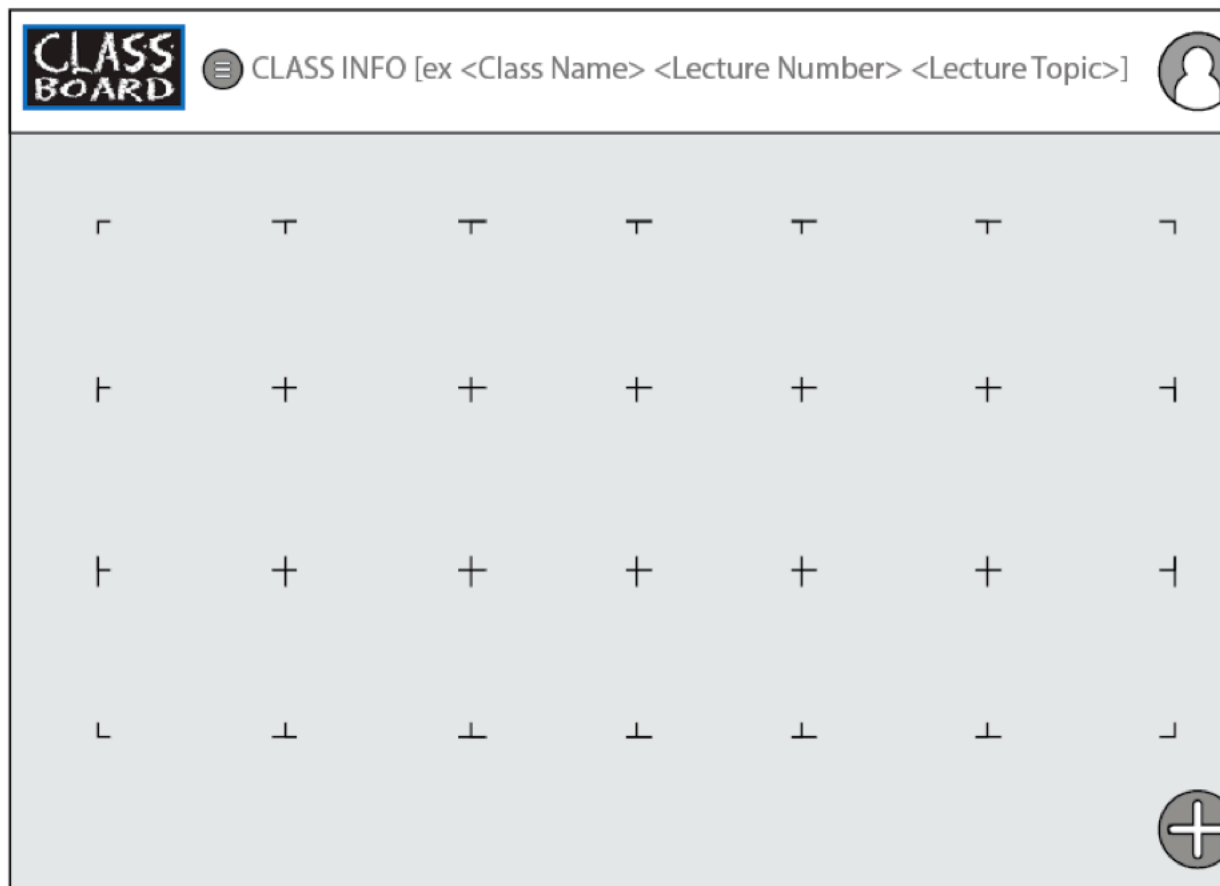 CLASS
BOARD
CLASS INFO [ex <Class Name> <Lecture Number> <Lecture Topic>]